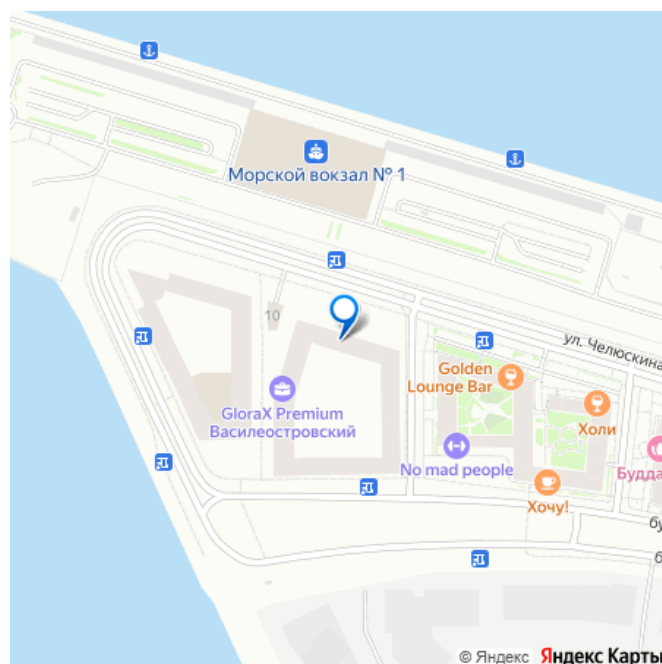 Морской вокзал № 1
10
ул. Челюскина
Golden
Lounge Bar
GloraX Premium
Василеостровский
Холи
No mad people
Будда
Хочу!
бу
б
© Яндекс Яндекс Карты